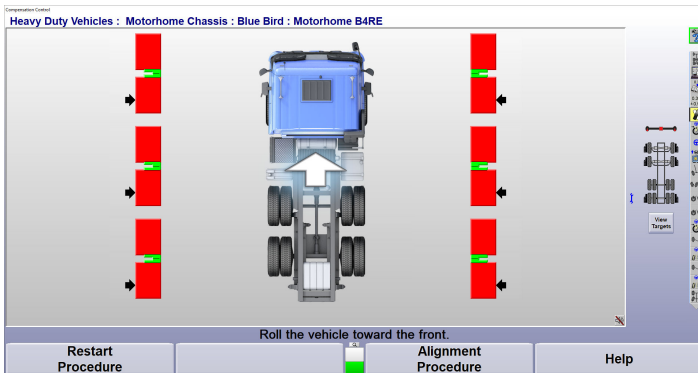 Compensation Control
Heavy Duty Vehicles : Motorhome Chassis : Blue Bird : Motorhome B4RE
View
Targets
Roll the vehicle toward the front.
Restart
Procedure
Alignment
Procedure
Help